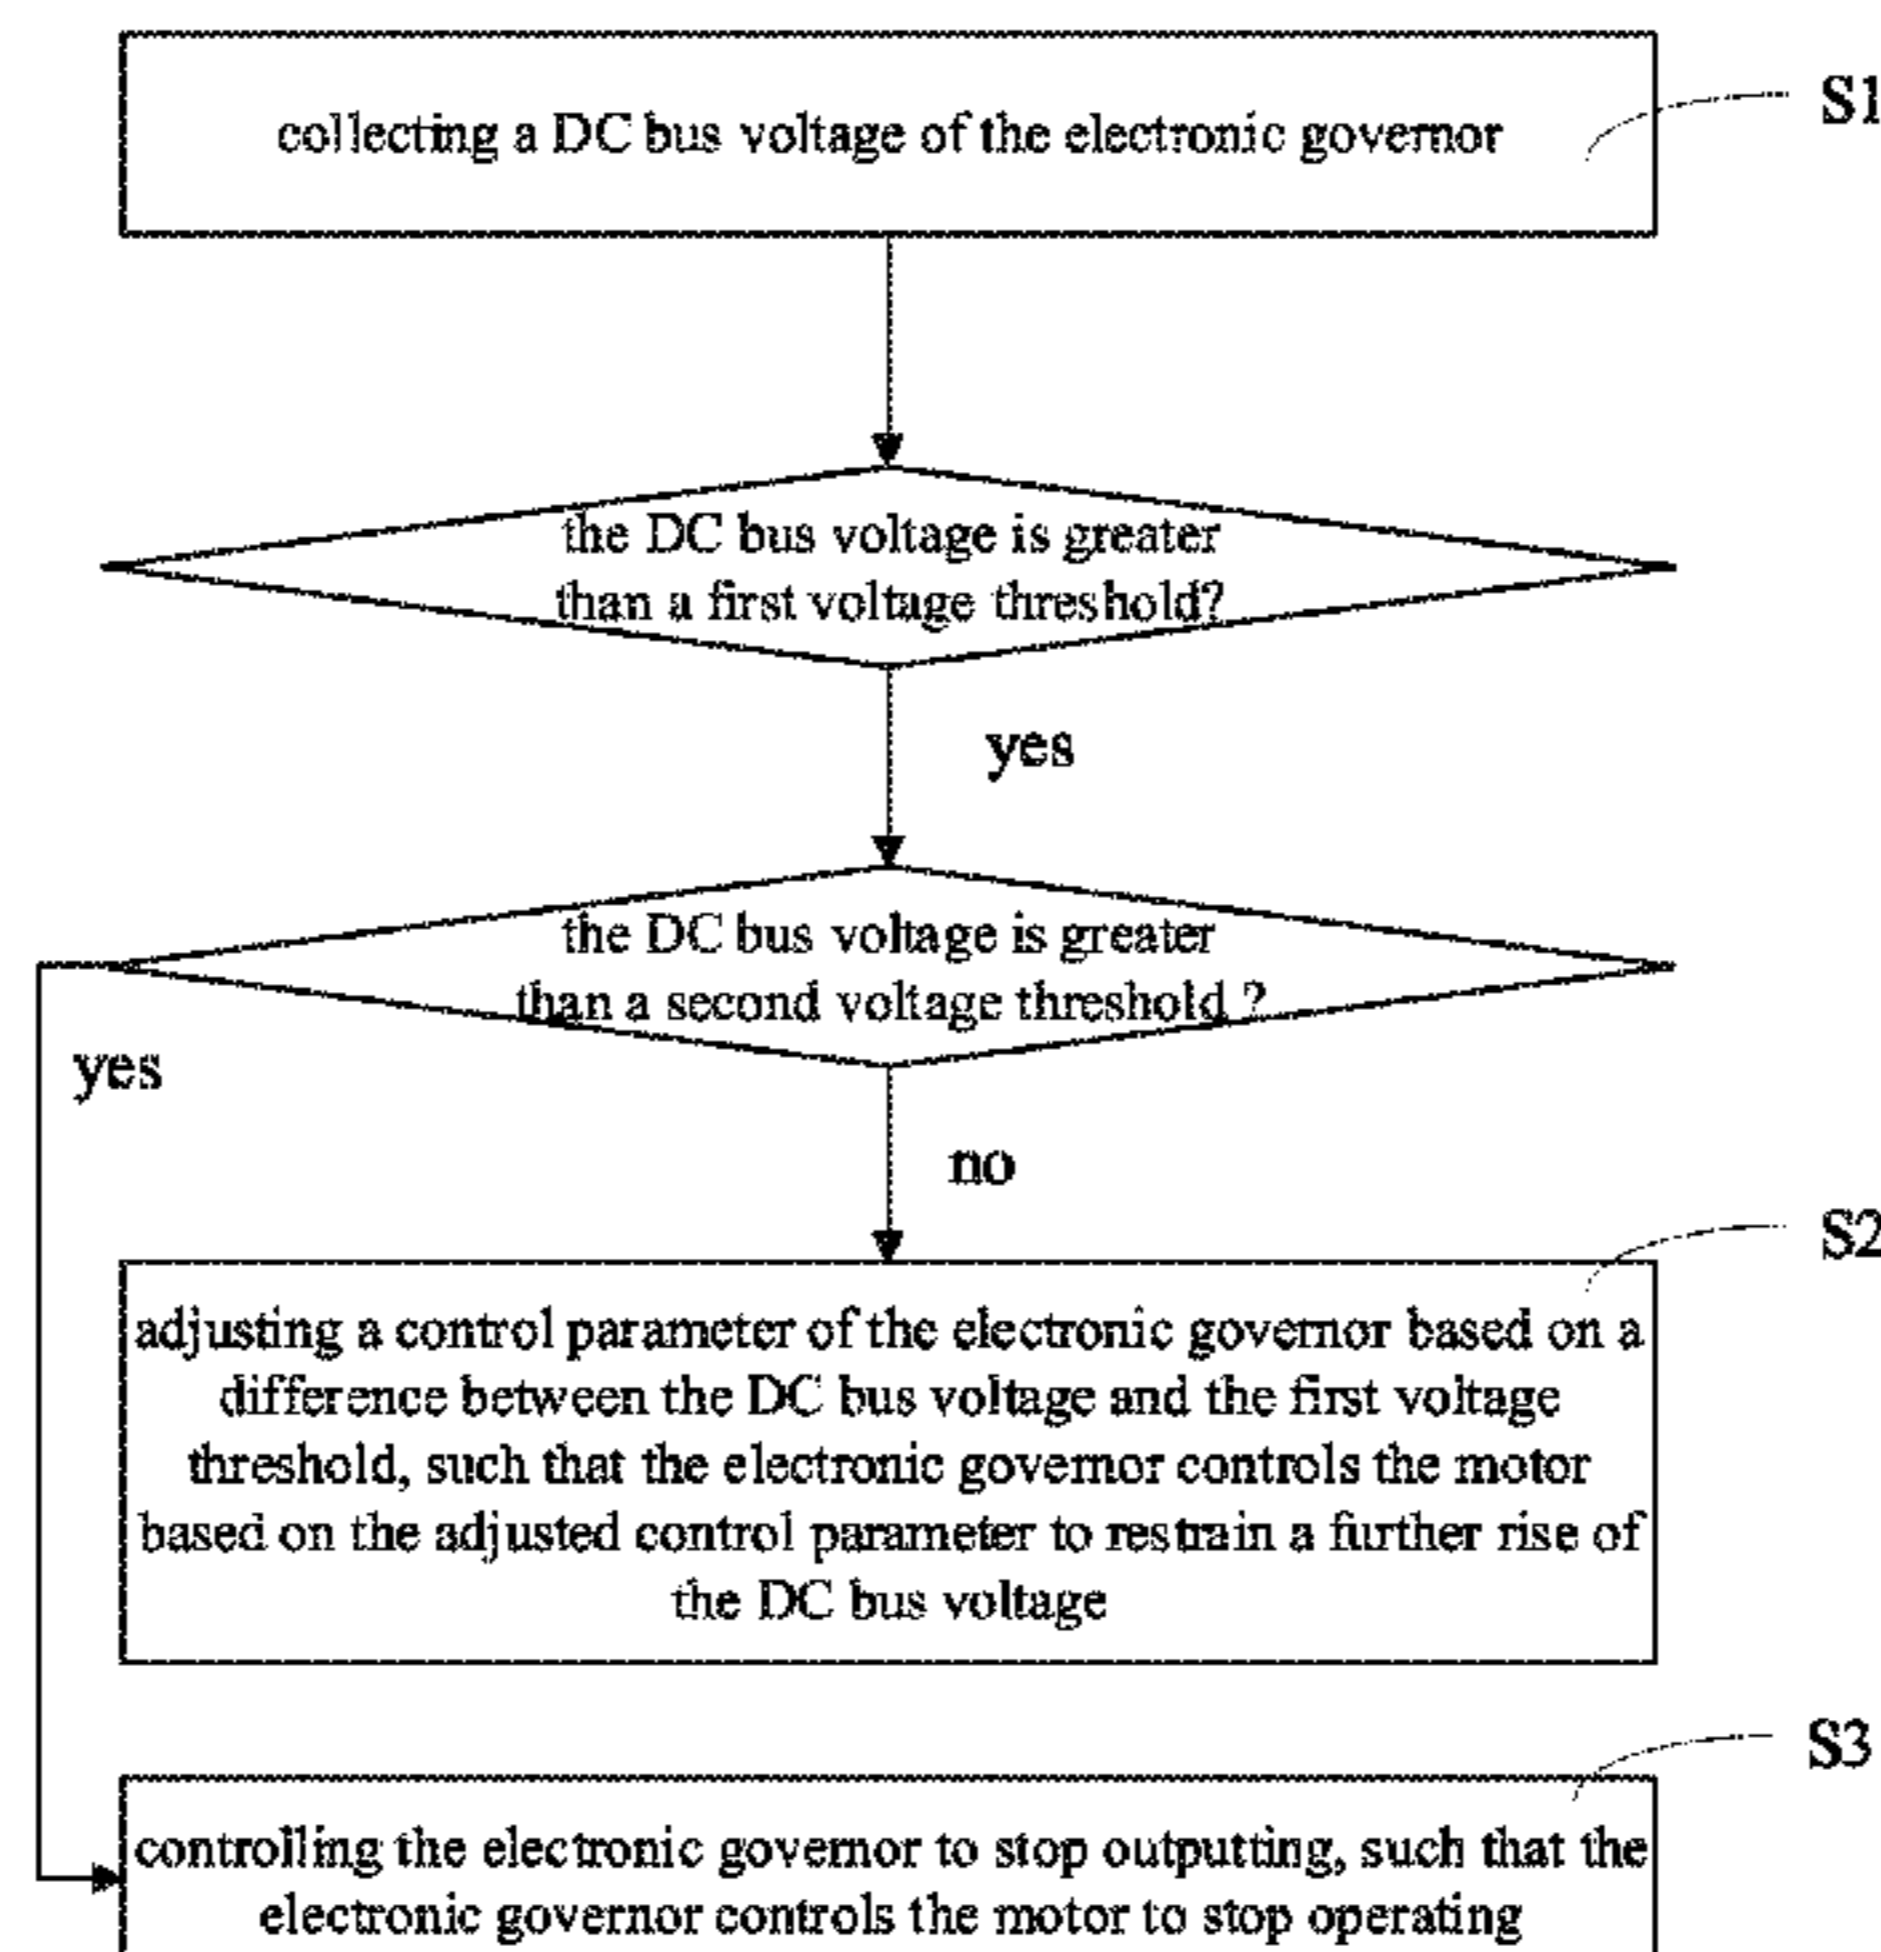 collecting a DC bus voltage of the electronic governor
S1
the DC bus voltage is greater
than a first voltage threshold?
yes
the DC bus voltage is greater
than a second voltage threshold ?
yes
no
S2
adjusting a control parameter of the electronic governor based on a
difference between the DC bus voltage and the first voltage
threshold, such that the electronic governor controls the motor
based on the adjusted control parameter to restrain a further rise of
the DC bus voltage
S3
controlling the electronic governor to stop outputting, such that the
electronic governor controls the motor to stop operating